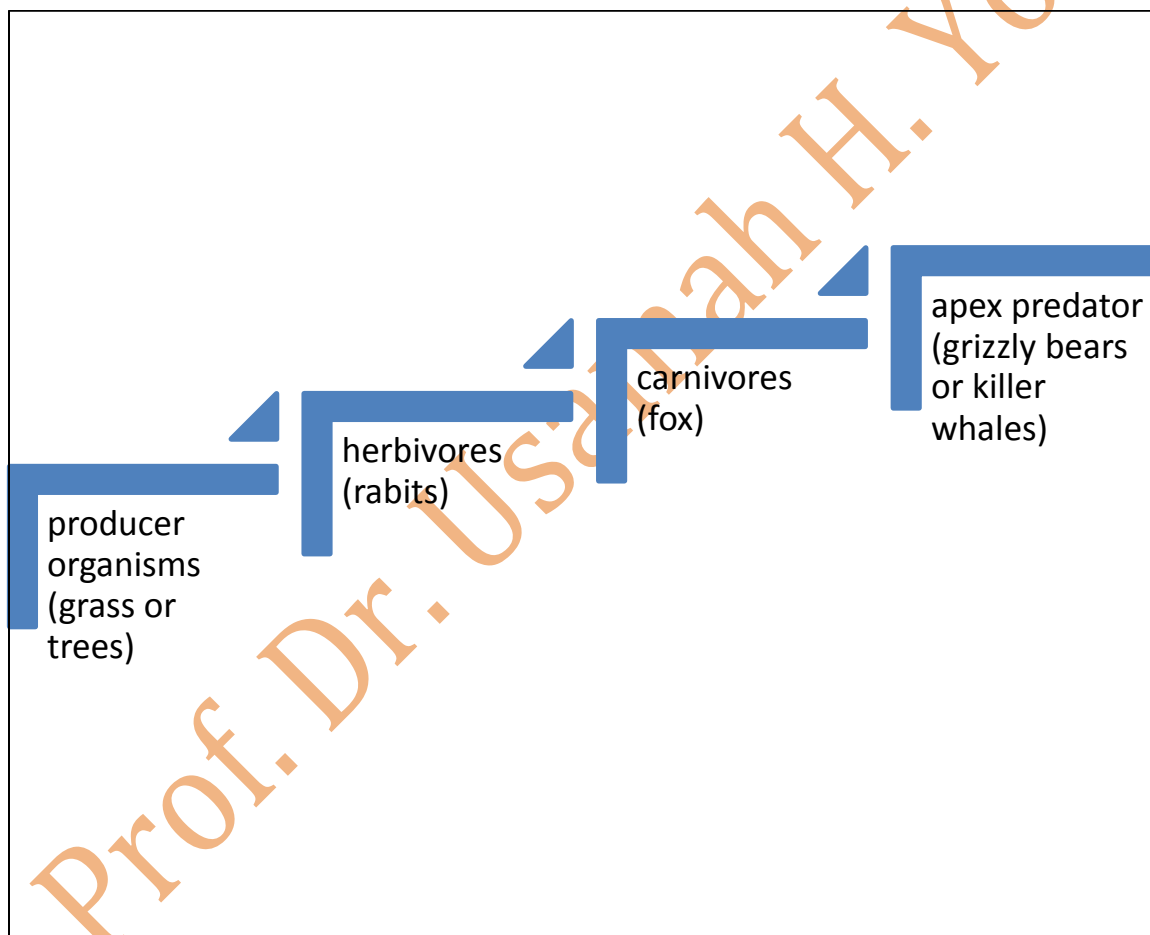 producer
organisms
(grass or
trees)
herbivores
(rabits)
carnivores
(fox)
apex predator
(grizzly bears
or killer
whales)
Prof. Dr. Usamah H.